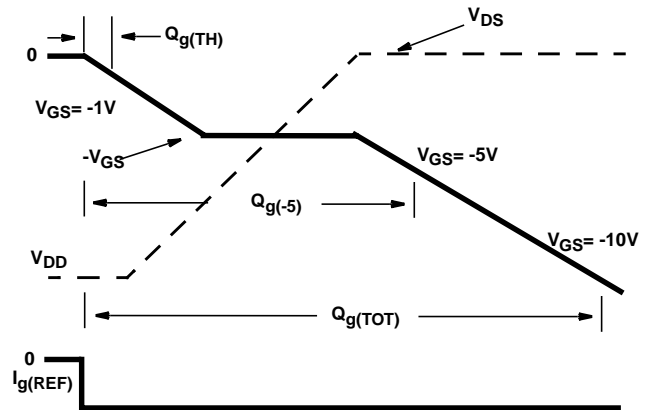 V_DS
Q_g(TH)
0
V_GS= -1V
-V_GS
V_GS= -5V
Q_g(-5)
V_GS= -10V
V_DD
Q_g(TOT)
0
I_g(REF)